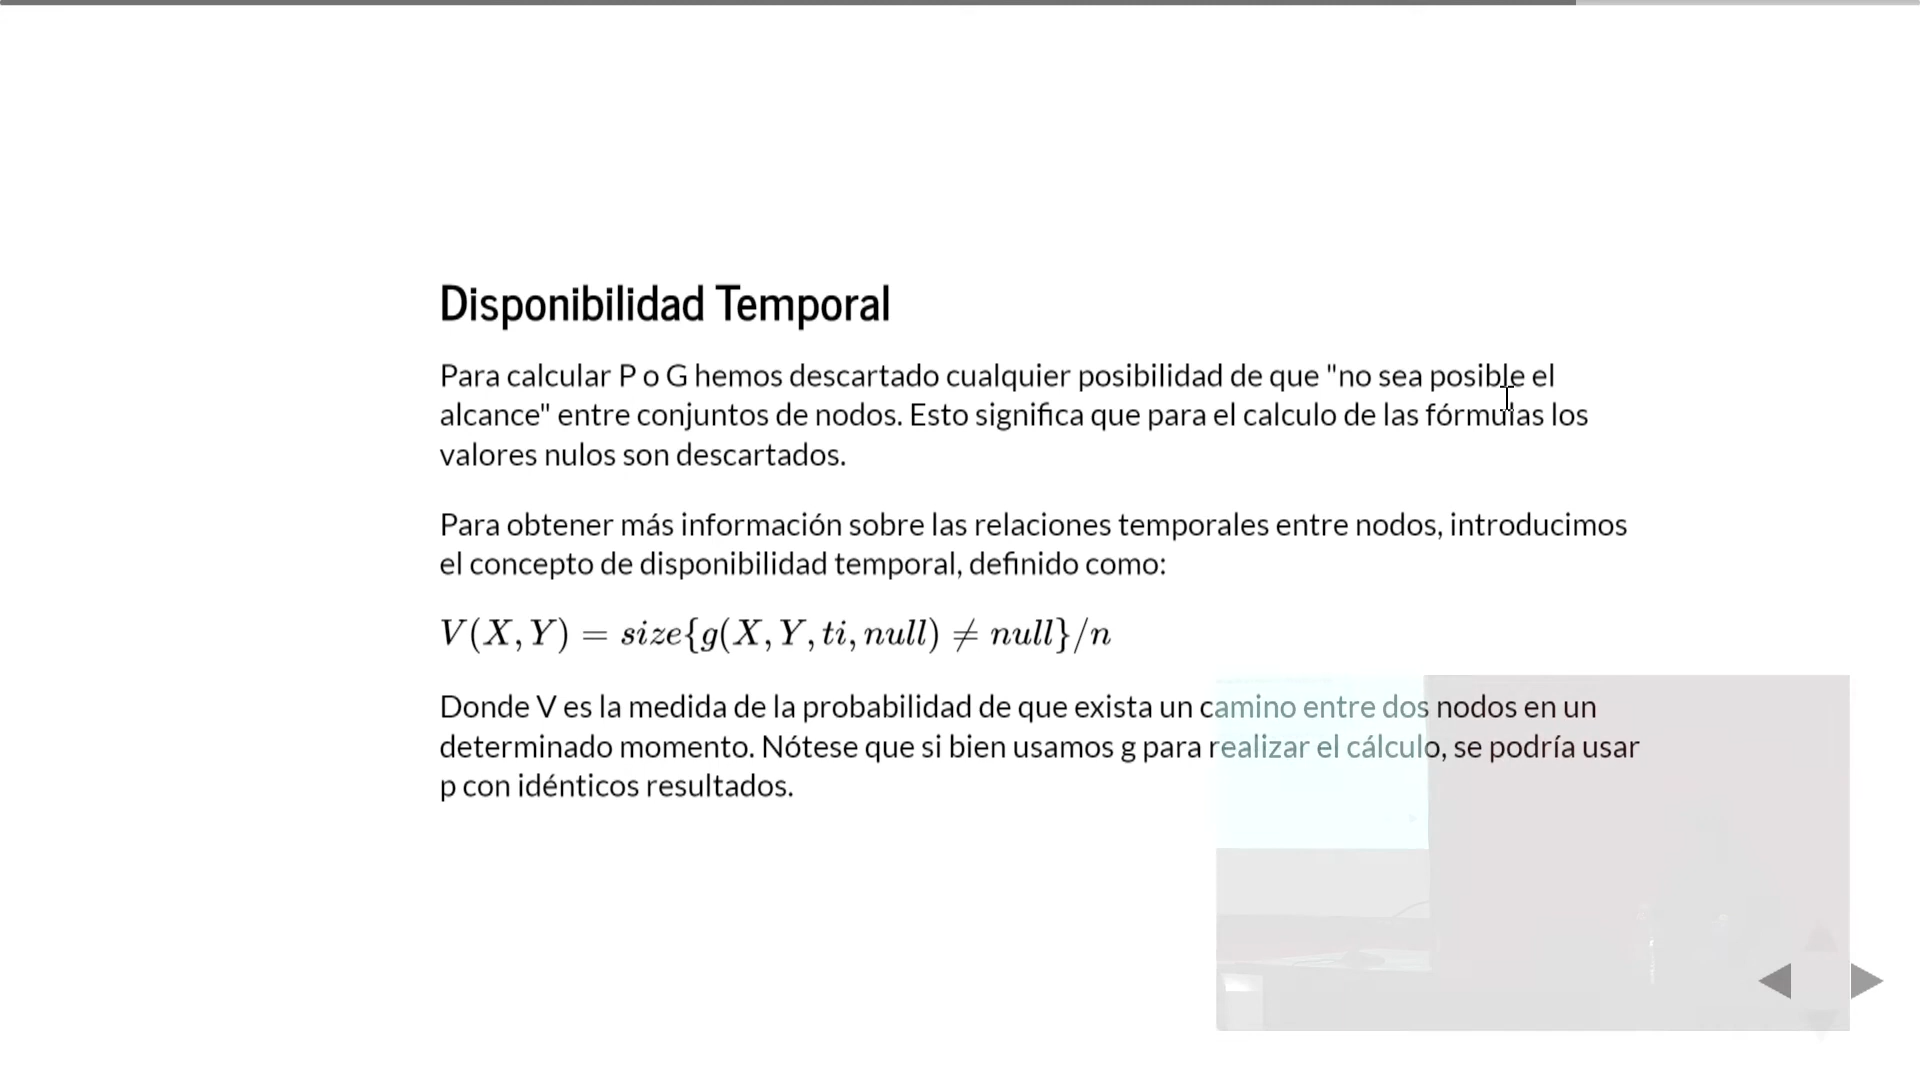 Disponibilidad Temporal
Para calcular P o G hemos descartado cualquier posibilidad de que "no sea posible el
alcance" entre conjuntos de nodos. Esto significa que para el calculo de las fórmulas los
valores nulos son descartados.
Para obtener más información sobre las relaciones temporales entre nodos, introducimos
el concepto de disponibilidad temporal, definido como:
V(X, Y) = size{g(X, Y, ti, null) ≠ null}/n
Donde V es la medida de la probabilidad de que exista un camino entre dos nodos en un
determinado momento. Nótese que si bien usamos g para realizar el cálculo, se podría usar
p con idénticos resultados.